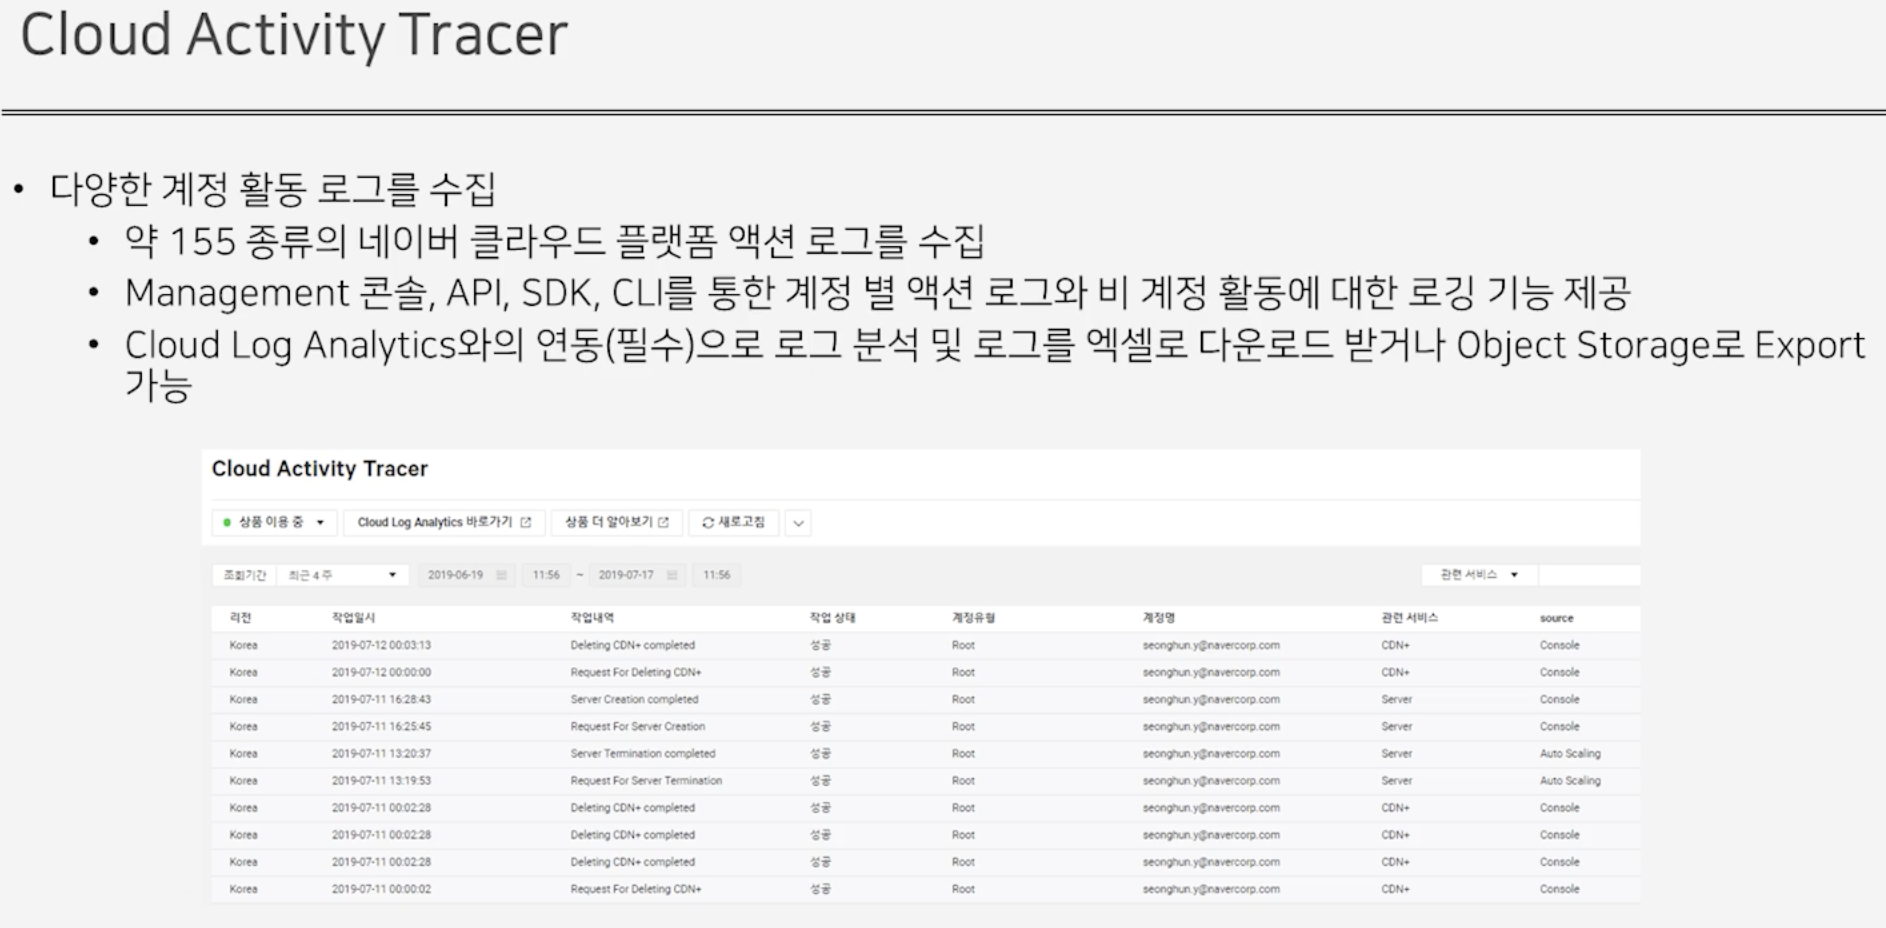 Cloud Activity Tracer
• 다양한 계정 활동 로그를 수집
• 약 155 종류의 네이버 클라우드 플랫폼 액션 로그를 수집
• Management 콘솔, API, SDK, CLI를 통한 계정 별 액션 로그와 비 계정 활동에 대한 로깅 기능 제공
• Cloud Log Analytics와의 연동(필수)으로 로그 분석 및 로그를 엑셀로 다운로드 받거나 Object Storage로 Export
가능
Cloud Activity Tracer
상품 이용 중 Cloud Log Analytics 바로가기 상품 더 알아보기 새로고침
조회기간 최근 4 주 2019-06-19 11:56 ~ 2019-07-17 11:56 관련 서비스
리전 작업일시 작업내역 작업 상태 계정유형 계정명 관련 서비스 source
Korea 2019-07-12 00:03:13 Deleting CDN+ completed 성공 Root seonghun.y@navercorp.com CDN+ Console
Korea 2019-07-12 00:00:00 Request For Deleting CDN+ 성공 Root seonghun.y@navercorp.com CDN+ Console
Korea 2019-07-11 16:28:43 Server Creation completed 성공 Root seonghun.y@navercorp.com Server Console
Korea 2019-07-11 16:25:45 Request For Server Creation 성공 Root seonghun.y@navercorp.com Server Console
Korea 2019-07-11 13:20:37 Server Termination completed 성공 Root seonghun.y@navercorp.com Server Auto Scaling
Korea 2019-07-11 13:19:53 Request For Server Termination 성공 Root seonghun.y@navercorp.com Server Auto Scaling
Korea 2019-07-11 00:02:28 Deleting CDN+ completed 성공 Root seonghun.y@navercorp.com CDN+ Console
Korea 2019-07-11 00:02:28 Deleting CDN+ completed 성공 Root seonghun.y@navercorp.com CDN+ Console
Korea 2019-07-11 00:02:28 Deleting CDN+ completed 성공 Root seonghun.y@navercorp.com CDN+ Console
Korea 2019-07-11 00:00:02 Request For Deleting CDN+ 성공 Root seonghun.y@navercorp.com CDN+ Console